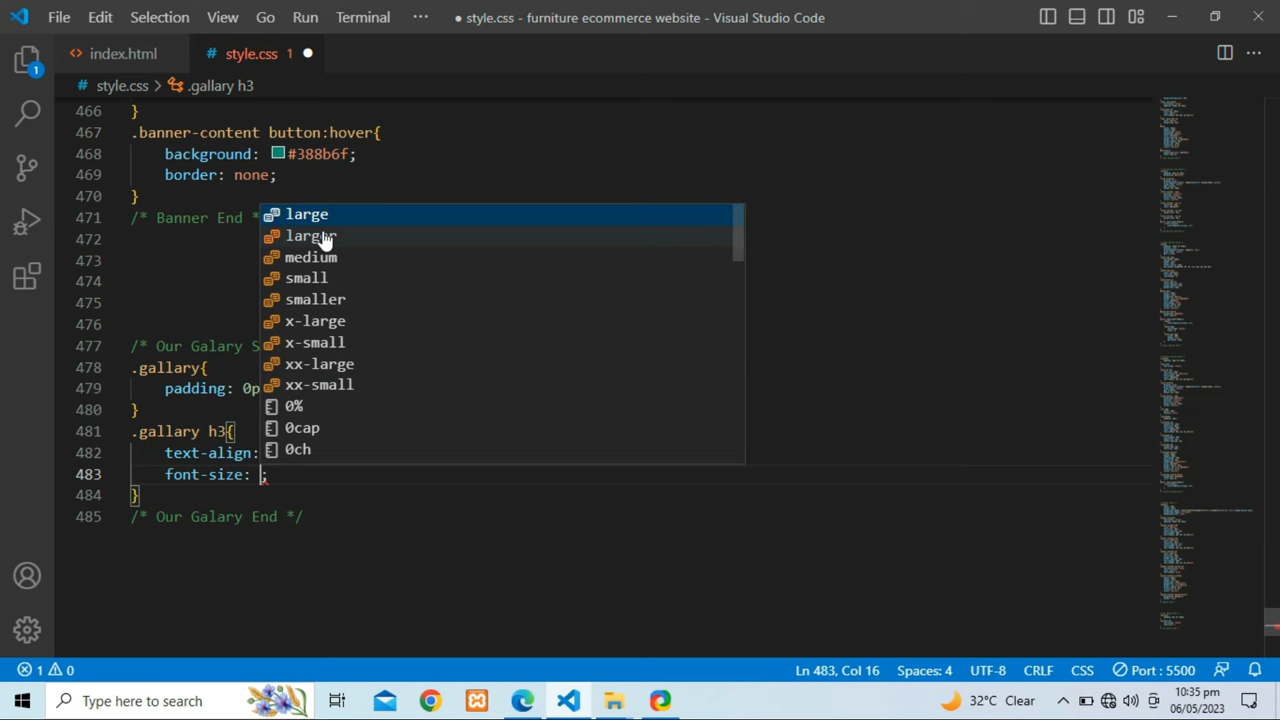 File Edit Selection View Go Run Terminal ··· ● style.css - furniture ecommerce website - Visual Studio Code
<> index.html # style.css 1 ●
# style.css > .gallary h3
1
466 }
467 .banner-content button:hover{
468 background: #388b6f;
469 border: none;
470 }
471 /* Banner End *
472
473
474
475
476
477 /* Our Galary S
478 .gallary{
479 padding: 0p
480 }
481 .gallary h3{
482 text-align:
483 font-size: ;
484 }
485 /* Our Galary End */
large
larger
medium
small
smaller
x-large
x-small
xx-large
xx-small
0%
0cap
0ch
1 0 Ln 483, Col 16 Spaces: 4 UTF-8 CRLF CSS Port : 5500
Type here to search 32°C Clear 10:35 pm
06/05/2023